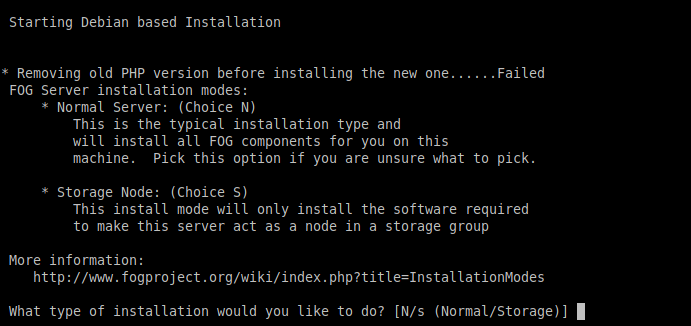 Starting Debian based Installation
* Removing old PHP version before installing the new one......Failed
FOG Server installation modes:
* Normal Server: (Choice N)
This is the typical installation type and
will install all FOG components for you on this
machine.  Pick this option if you are unsure what to pick.
* Storage Node: (Choice S)
This install mode will only install the software required
to make this server act as a node in a storage group
More information:
http://www.fogproject.org/wiki/index.php?title=InstallationModes
What type of installation would you like to do? [N/s (Normal/Storage)]